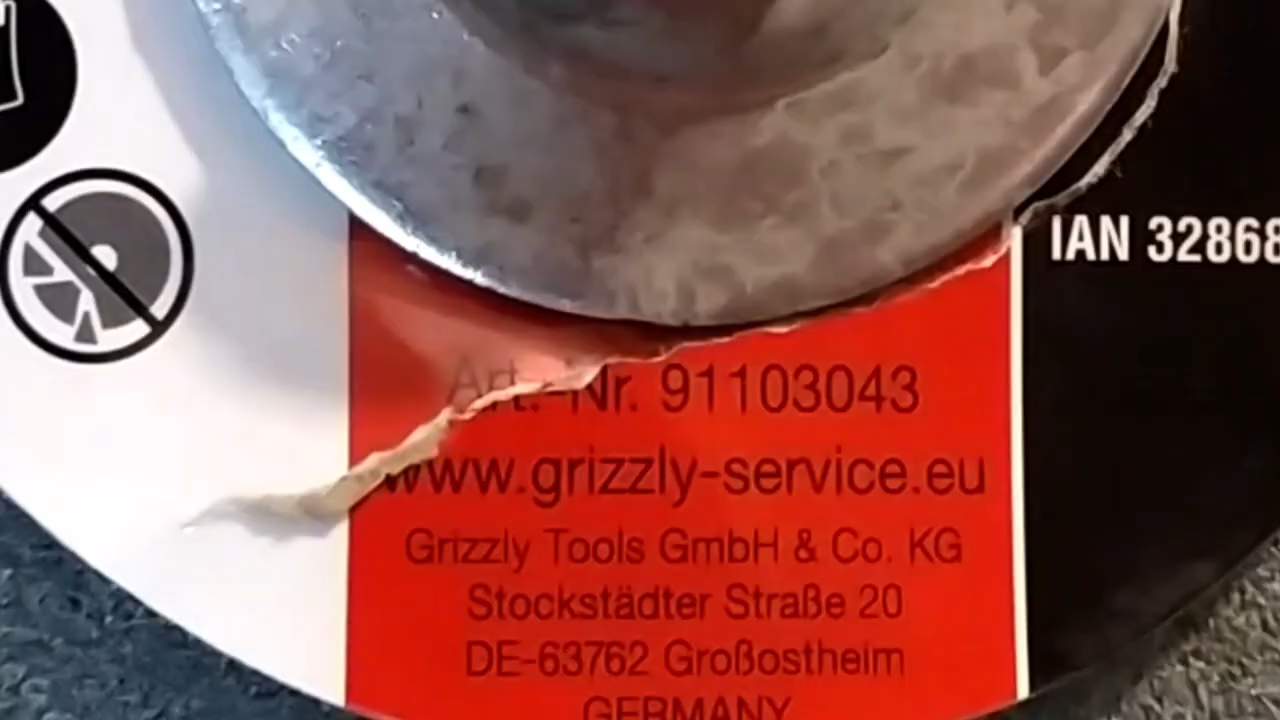 IAN 32868
Art.-Nr. 91103043
www.grizzly-service.eu
Grizzly Tools GmbH & Co. KG
Stockstädter Straße 20
DE-63762 Großostheim
GERMANY